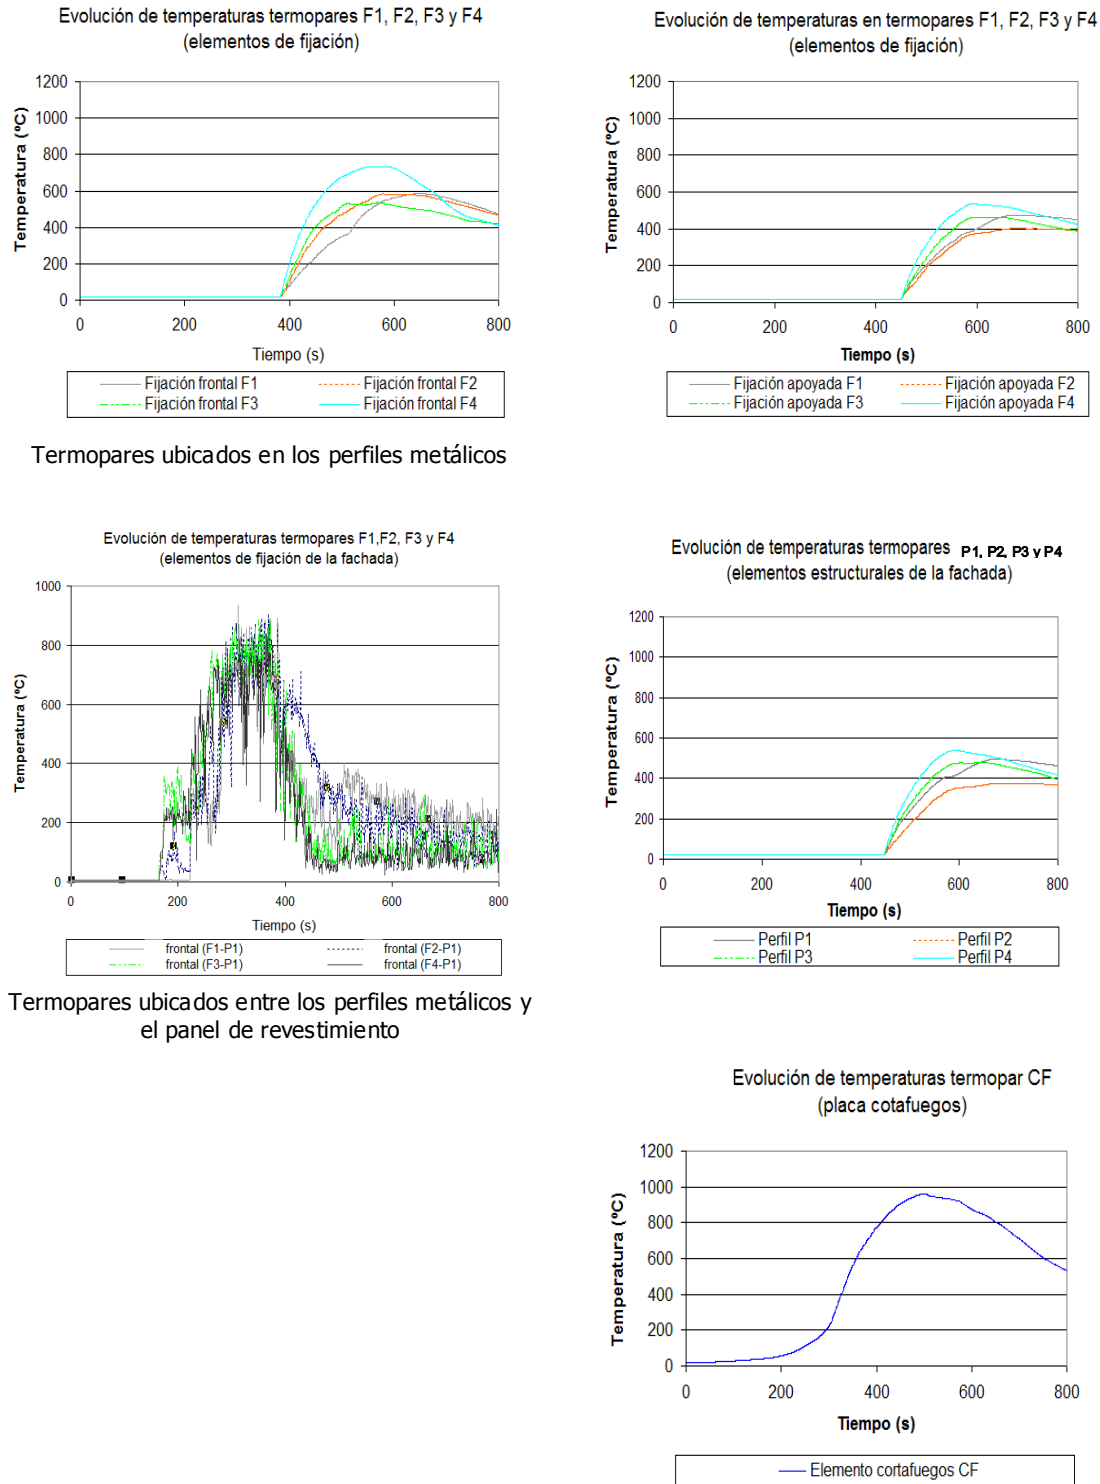 Evolución de temperaturas termopares F1, F2, F3 y F4
(elementos de fijación)
1200
1000
800
600
400
200
0
0 200 400 600 800
Temperatura (ºC)
Tiempo (s)
Fijación frontal F1 Fijación frontal F2
Fijación frontal F3 Fijación frontal F4
Termopares ubicados en los perfiles metálicos
Evolución de temperaturas en termopares F1, F2, F3 y F4
(elementos de fijación)
1200
1000
800
600
400
200
0
0 200 400 600 800
Temperatura (ºC)
Tiempo (s)
Fijación apoyada F1 Fijación apoyada F2
Fijación apoyada F3 Fijación apoyada F4
Evolución de temperaturas termopares F1,F2, F3 y F4
(elementos de fijación de la fachada)
1000
800
600
400
200
0
0 200 400 600 800
Temperatura (ºC)
Tiempo (s)
frontal (F1-P1) frontal (F2-P1)
frontal (F3-P1) frontal (F4-P1)
Termopares ubicados entre los perfiles metálicos y
el panel de revestimiento
Evolución de temperaturas termopares P1, P2, P3 y P4
(elementos estructurales de la fachada)
1200
1000
800
600
400
200
0
0 200 400 600 800
Temperatura (ºC)
Tiempo (s)
Perfil P1 Perfil P2
Perfil P3 Perfil P4
Evolución de temperaturas termopar CF
(placa cotafuegos)
1200
1000
800
600
400
200
0
0 200 400 600 800
Temperatura (ºC)
Tiempo (s)
Elemento cortafuegos CF